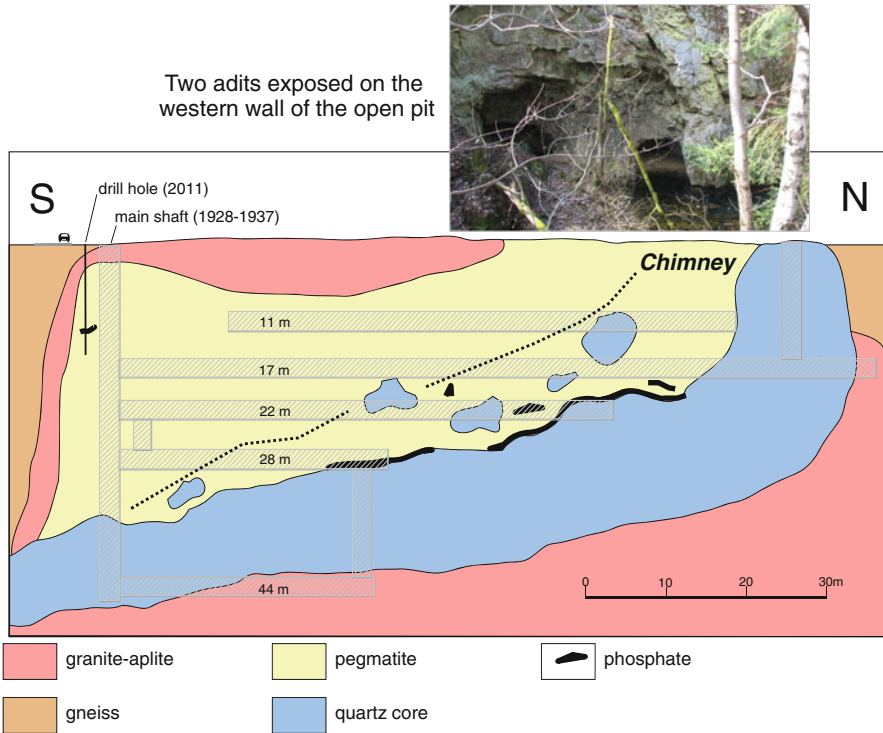 Two adits exposed on the
western wall of the open pit
S
N
drill hole (2011)
main shaft (1928-1937)
Chimney
11 m
17 m
22 m
28 m
44 m
0 10 20 30m
granite-aplite
pegmatite
phosphate
gneiss
quartz core